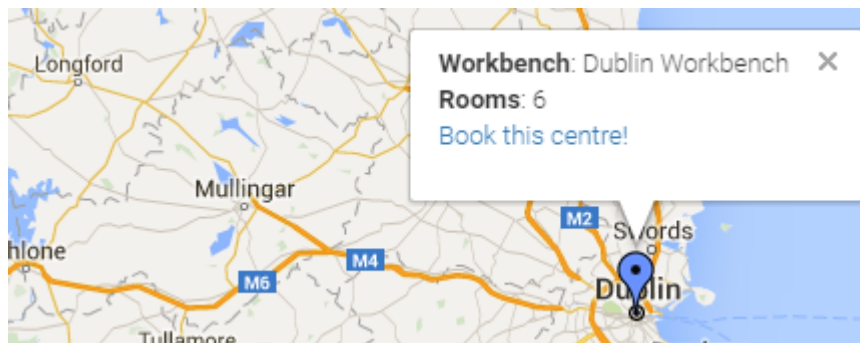 Longford
Workbench: Dublin Workbench ×
Rooms: 6
Book this centre!
Mullingar
M2
Swords
hlone
M4
M6
Dublin
Tullamore